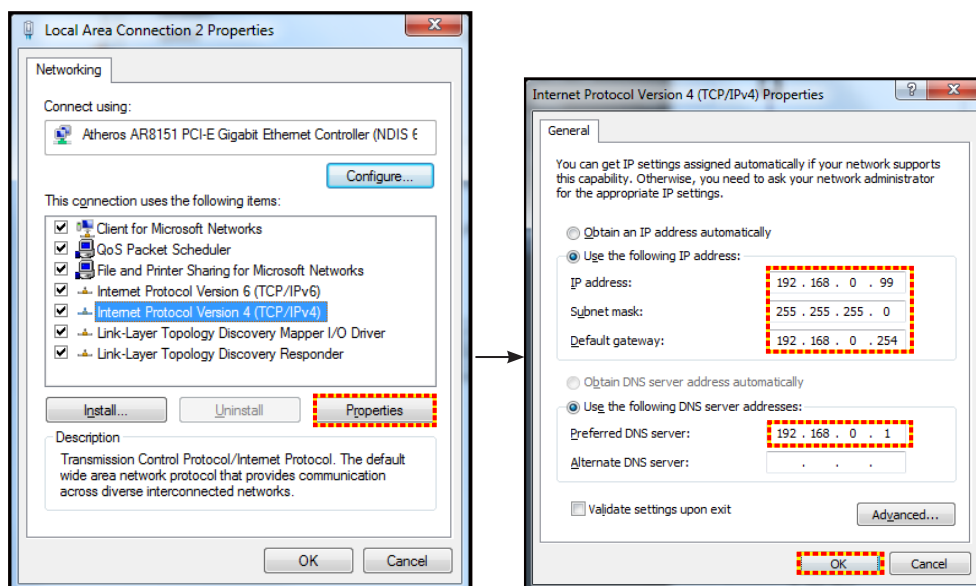 Local Area Connection 2 Properties
Networking
Connect using:
Atheros AR8151 PCI-E Gigabit Ethernet Controller (NDIS 6
Configure...
This connection uses the following items:
Client for Microsoft Networks
QoS Packet Scheduler
File and Printer Sharing for Microsoft Networks
Internet Protocol Version 6 (TCP/IPv6)
Internet Protocol Version 4 (TCP/IPv4)
Link-Layer Topology Discovery Mapper I/O Driver
Link-Layer Topology Discovery Responder
Install...
Uninstall
Properties
Description
Transmission Control Protocol/Internet Protocol. The default
wide area network protocol that provides communication
across diverse interconnected networks.
OK
Cancel
Internet Protocol Version 4 (TCP/IPv4) Properties
?
General
You can get IP settings assigned automatically if your network supports
this capability. Otherwise, you need to ask your network administrator
for the appropriate IP settings.
Obtain an IP address automatically
Use the following IP address:
IP address: 192 . 168 . 0 . 99
Subnet mask: 255 . 255 . 255 . 0
Default gateway: 192 . 168 . 0 . 254
Obtain DNS server address automatically
Use the following DNS server addresses:
Preferred DNS server: 192 . 168 . 0 . 1
Alternate DNS server: . . .
Validate settings upon exit
Advanced...
OK
Cancel